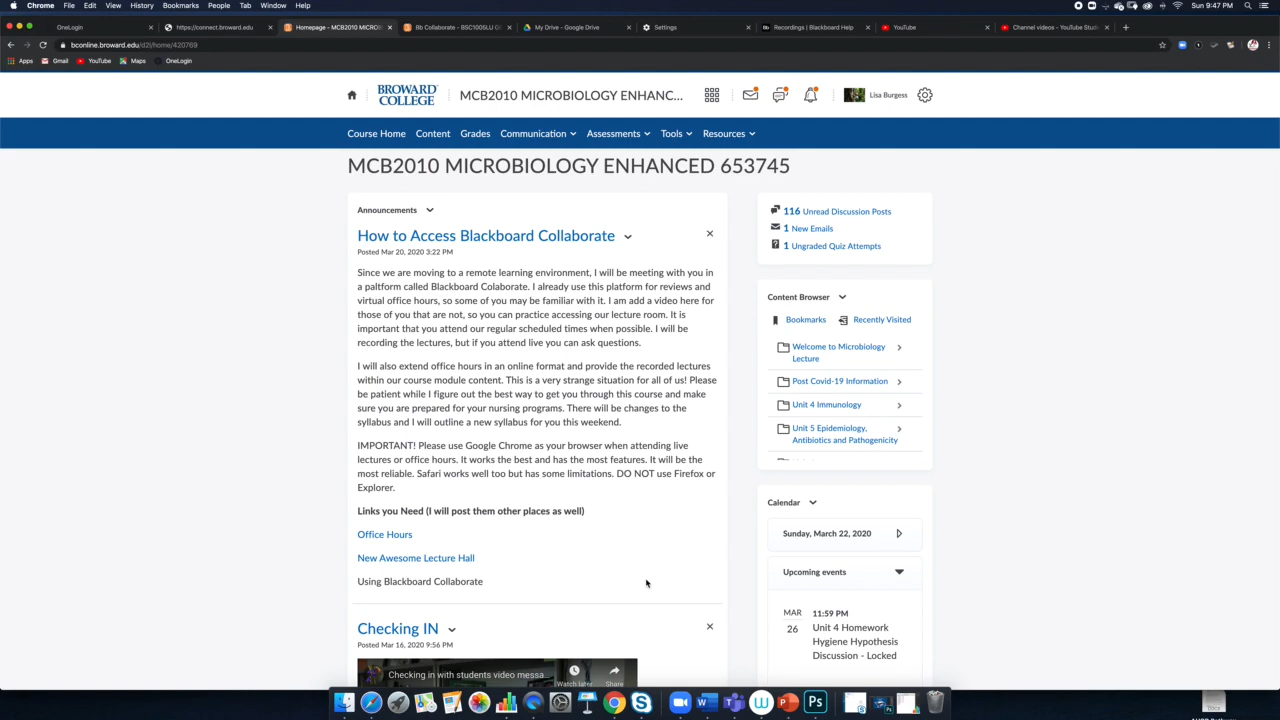 Chrome File Edit View History Bookmarks People Tab Window Help
Sun 9:47 PM
OneLogin
https://connect.broward.edu
Homepage - MCB2010 MICRO
Bb Collaborate - BSC1005LU
My Drive - Google Drive
Settings
Bb Recordings | Blackboard Help
YouTube
Channel videos - YouTube Studi
bconline.broward.edu/d2l/home/420769
Apps Gmail YouTube Maps OneLogin
BROWARD COLLEGE
MCB2010 MICROBIOLOGY ENHANC...
Lisa Burgess
Course Home Content Grades Communication Assessments Tools Resources
MCB2010 MICROBIOLOGY ENHANCED 653745
Announcements
How to Access Blackboard Collaborate
Posted Mar 20, 2020 3:22 PM
Since we are moving to a remote learning environment, I will be meeting with you in
a paltform called Blackboard Colaborate. I already use this platform for reviews and
virtual office hours, so some of you may be familiar with it. I am add a video here for
those of you that are not, so you can practice accessing our lecture room. It is
important that you attend our regular scheduled times when possible. I will be
recording the lectures, but if you attend live you can ask questions.
I will also extend office hours in an online format and provide the recorded lectures
within our course module content. This is a very strange situation for all of us! Please
be patient while I figure out the best way to get you through this course and make
sure you are prepared for your nursing programs. There will be changes to the
syllabus and I will outline a new syllabus for you this weekend.
IMPORTANT! Please use Google Chrome as your browser when attending live
lectures or office hours. It works the best and has the most features. It will be the
most reliable. Safari works well too but has some limitations. DO NOT use Firefox or
Explorer.
Links you Need (I will post them other places as well)
Office Hours
New Awesome Lecture Hall
Using Blackboard Collaborate
Checking IN
Posted Mar 16, 2020 9:56 PM
Checking in with students video messa
Watch later Share
116 Unread Discussion Posts
1 New Emails
1 Ungraded Quiz Attempts
Content Browser
Bookmarks Recently Visited
Welcome to Microbiology
Lecture
Post Covid-19 Information
Unit 4 Immunology
Unit 5 Epidemiology,
Antibiotics and Pathogenicity
Calendar
Sunday, March 22, 2020
Upcoming events
MAR 11:59 PM
26 Unit 4 Homework
Hygiene Hypothesis
Discussion - Locked